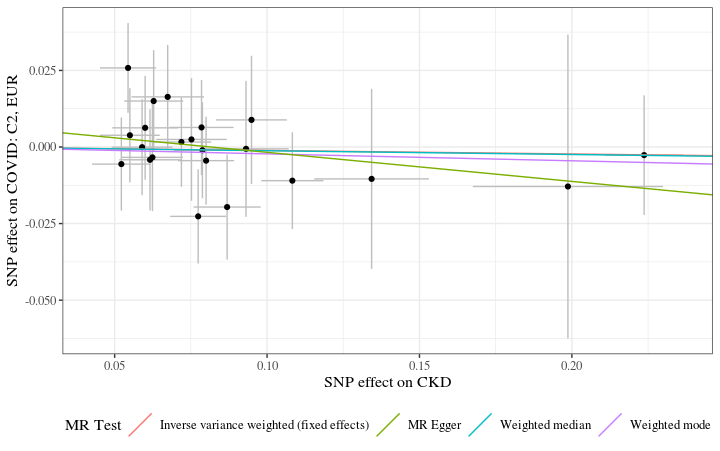 SNP effect on COVID: C2, EUR
0.025
0.000
-0.025
-0.050
0.05 0.10 0.15 0.20
SNP effect on CKD
MR Test Inverse variance weighted (fixed effects) MR Egger Weighted median Weighted mode